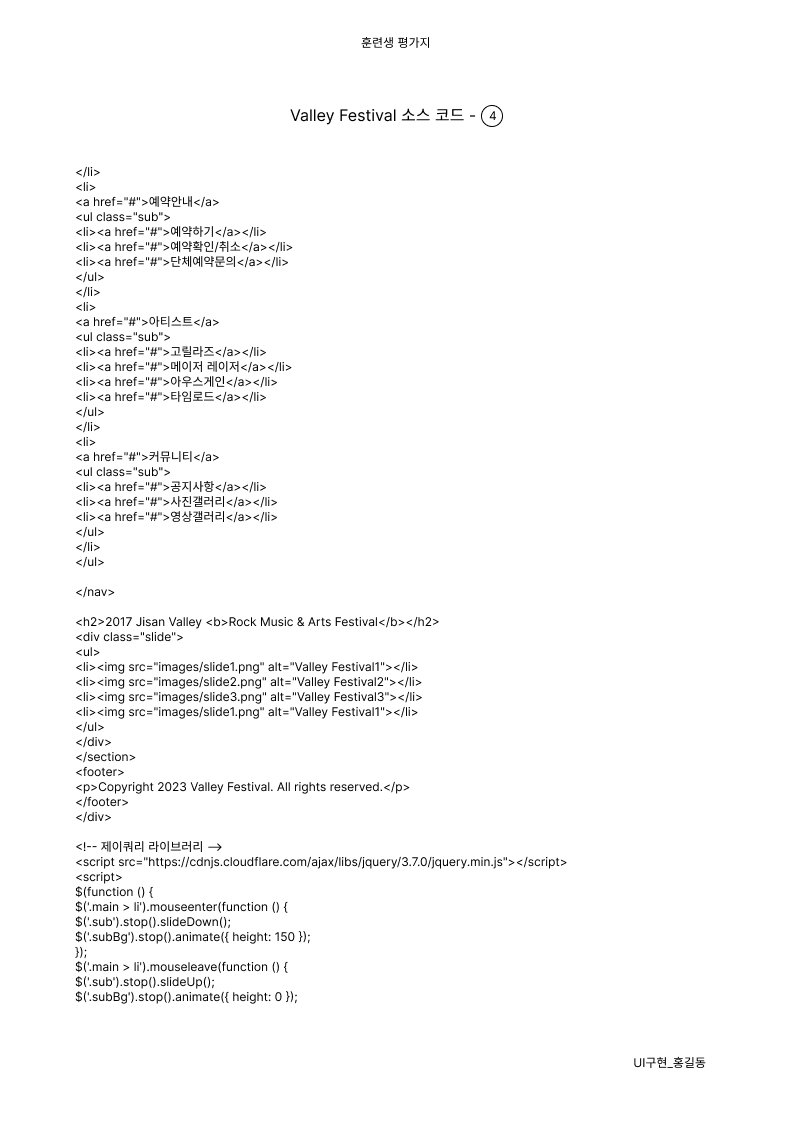 훈련생 평가지
Valley Festival 소스 코드 - ④
</li>
<li>
<a href="#">예약안내</a>
<ul class="sub">
<li><a href="#">예약하기</a></li>
<li><a href="#">예약확인/취소</a></li>
<li><a href="#">단체예약문의</a></li>
</ul>
</li>
<li>
<a href="#">아티스트</a>
<ul class="sub">
<li><a href="#">고릴라즈</a></li>
<li><a href="#">메이저 레이저</a></li>
<li><a href="#">아우스게인</a></li>
<li><a href="#">타임로드</a></li>
</ul>
</li>
<li>
<a href="#">커뮤니티</a>
<ul class="sub">
<li><a href="#">공지사항</a></li>
<li><a href="#">사진갤러리</a></li>
<li><a href="#">영상갤러리</a></li>
</ul>
</li>
</ul>
</nav>
<h2>2017 Jisan Valley <b>Rock Music & Arts Festival</b></h2>
<div class="slide">
<ul>
<li><img src="images/slide1.png" alt="Valley Festival1"></li>
<li><img src="images/slide2.png" alt="Valley Festival2"></li>
<li><img src="images/slide3.png" alt="Valley Festival3"></li>
<li><img src="images/slide1.png" alt="Valley Festival1"></li>
</ul>
</div>
</section>
<footer>
<p>Copyright 2023 Valley Festival. All rights reserved.</p>
</footer>
</div>
<!-- 제이쿼리 라이브러리 -->
<script src="https://cdnjs.cloudflare.com/ajax/libs/jquery/3.7.0/jquery.min.js"></script>
<script>
$(function () {
$('.main > li').mouseenter(function () {
$('.sub').stop().slideDown();
$('.subBg').stop().animate({ height: 150 });
});
$('.main > li').mouseleave(function () {
$('.sub').stop().slideUp();
$('.subBg').stop().animate({ height: 0 });
UI구현_홍길동